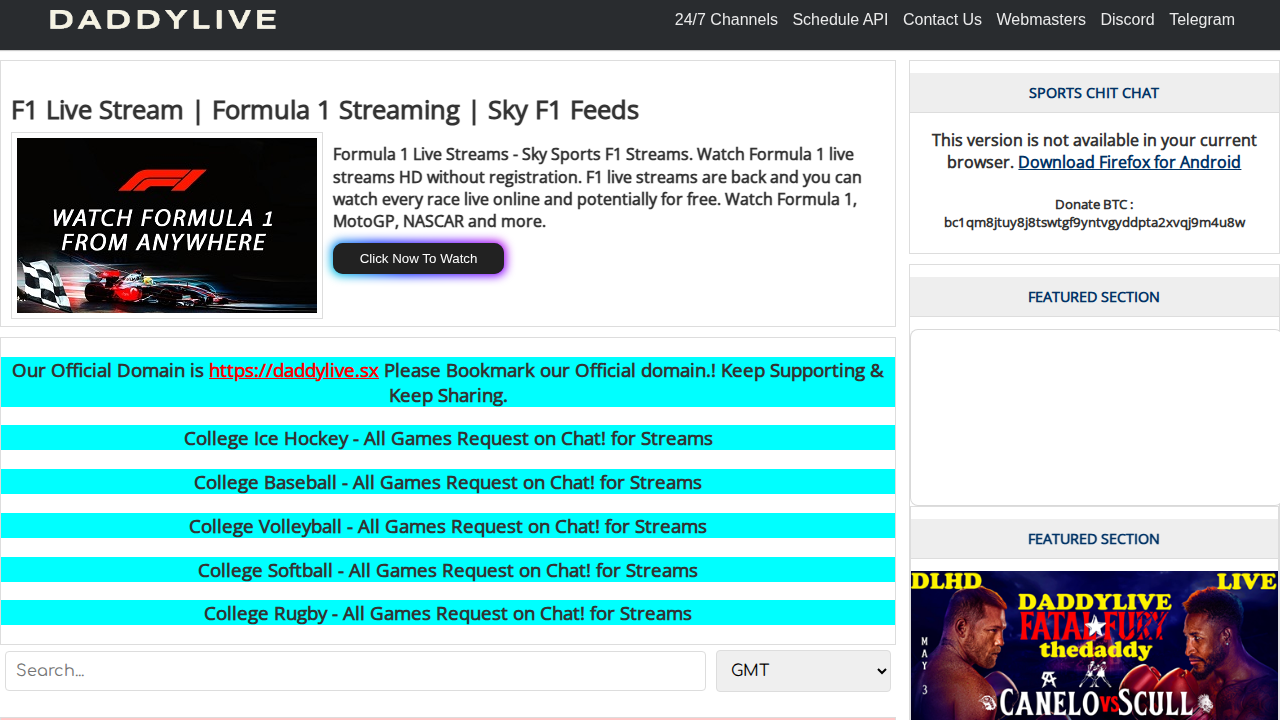 DADDYLIVE
24/7 Channels Schedule API Contact Us Webmasters Discord Telegram
F1 Live Stream | Formula 1 Streaming | Sky F1 Feeds
WATCH FORMULA 1
FROM ANYWHERE
Formula 1 Live Streams - Sky Sports F1 Streams. Watch Formula 1 live
streams HD without registration. F1 live streams are back and you can
watch every race live online and potentially for free. Watch Formula 1,
MotoGP, NASCAR and more.
Click Now To Watch
Our Official Domain is https://daddylive.sx Please Bookmark our Official domain.! Keep Supporting &
Keep Sharing.
College Ice Hockey - All Games Request on Chat! for Streams
College Baseball - All Games Request on Chat! for Streams
College Volleyball - All Games Request on Chat! for Streams
College Softball - All Games Request on Chat! for Streams
College Rugby - All Games Request on Chat! for Streams
Search...
GMT
SPORTS CHIT CHAT
This version is not available in your current
browser. Download Firefox for Android
Donate BTC :
bc1qm8jtuy8j8tswtgf9yntvgyddpta2xvqj9m4u8w
FEATURED SECTION
FEATURED SECTION
DLHD LIVE
DADDYLIVE
FATAL FURY
thedaddy
MAY 3
CANELO VS SCULL